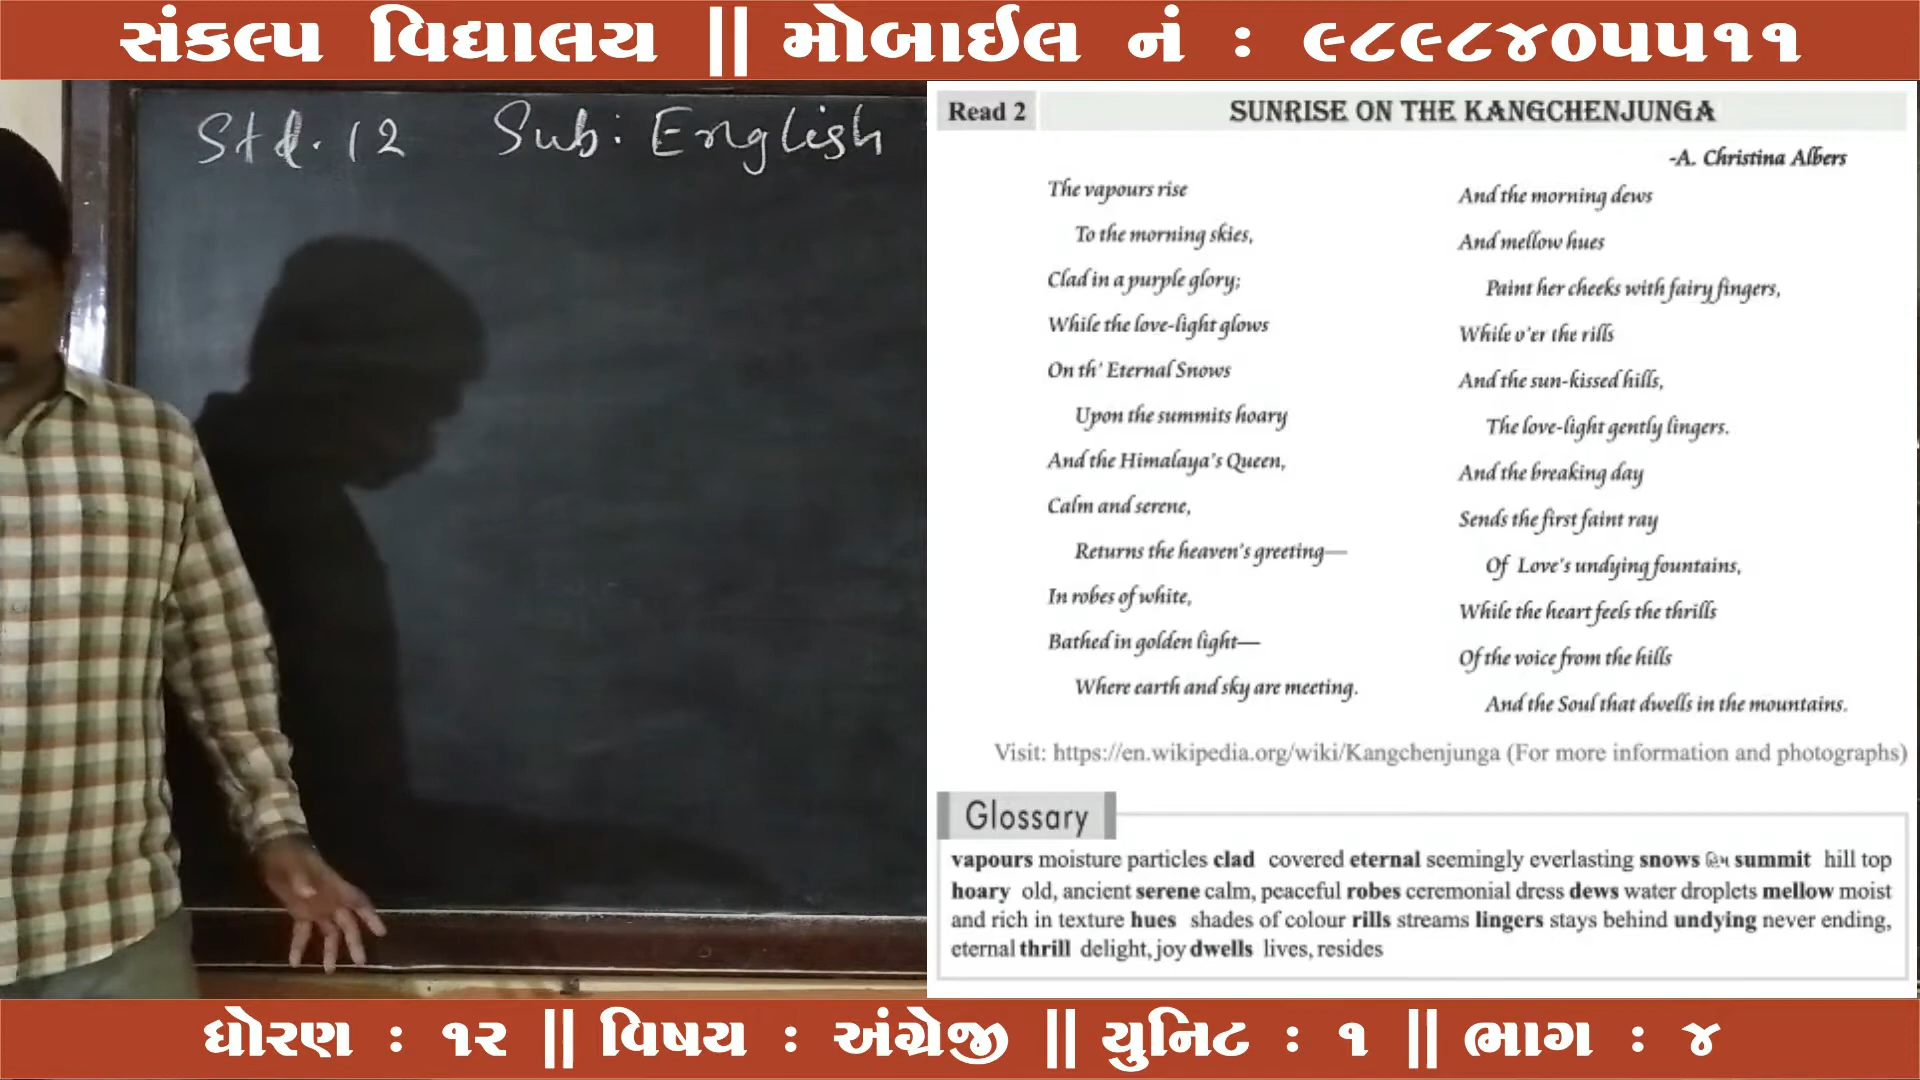 સંકલ્પ વિદ્યાલય || મોબાઈલ નં : ૯૮૯૮૪૦૫૫૧૧
Std. 12 Sub: English
Read 2 SUNRISE ON THE KANGCHENJUNGA
-A. Christina Albers
The vapours rise
To the morning skies,
Clad in a purple glory;
While the love-light glows
On th' Eternal Snows
Upon the summits hoary
And the Himalaya's Queen,
Calm and serene,
Returns the heaven's greeting—
In robes of white,
Bathed in golden light—
Where earth and sky are meeting.
And the morning dews
And mellow hues
Paint her cheeks with fairy fingers,
While o'er the rills
And the sun-kissed hills,
The love-light gently lingers.
And the breaking day
Sends the first faint ray
Of Love's undying fountains,
While the heart feels the thrills
Of the voice from the hills
And the Soul that dwells in the mountains.
Visit: https://en.wikipedia.org/wiki/Kangchenjunga (For more information and photographs)
Glossary
vapours moisture particles clad covered eternal seemingly everlasting snows હિમ summit hill top
hoary old, ancient serene calm, peaceful robes ceremonial dress dews water droplets mellow moist
and rich in texture hues shades of colour rills streams lingers stays behind undying never ending,
eternal thrill delight, joy dwells lives, resides
ધોરણ : ૧૨ || વિષય : અંગ્રેજી || યુનિટ : ૧ || ભાગ : ૪